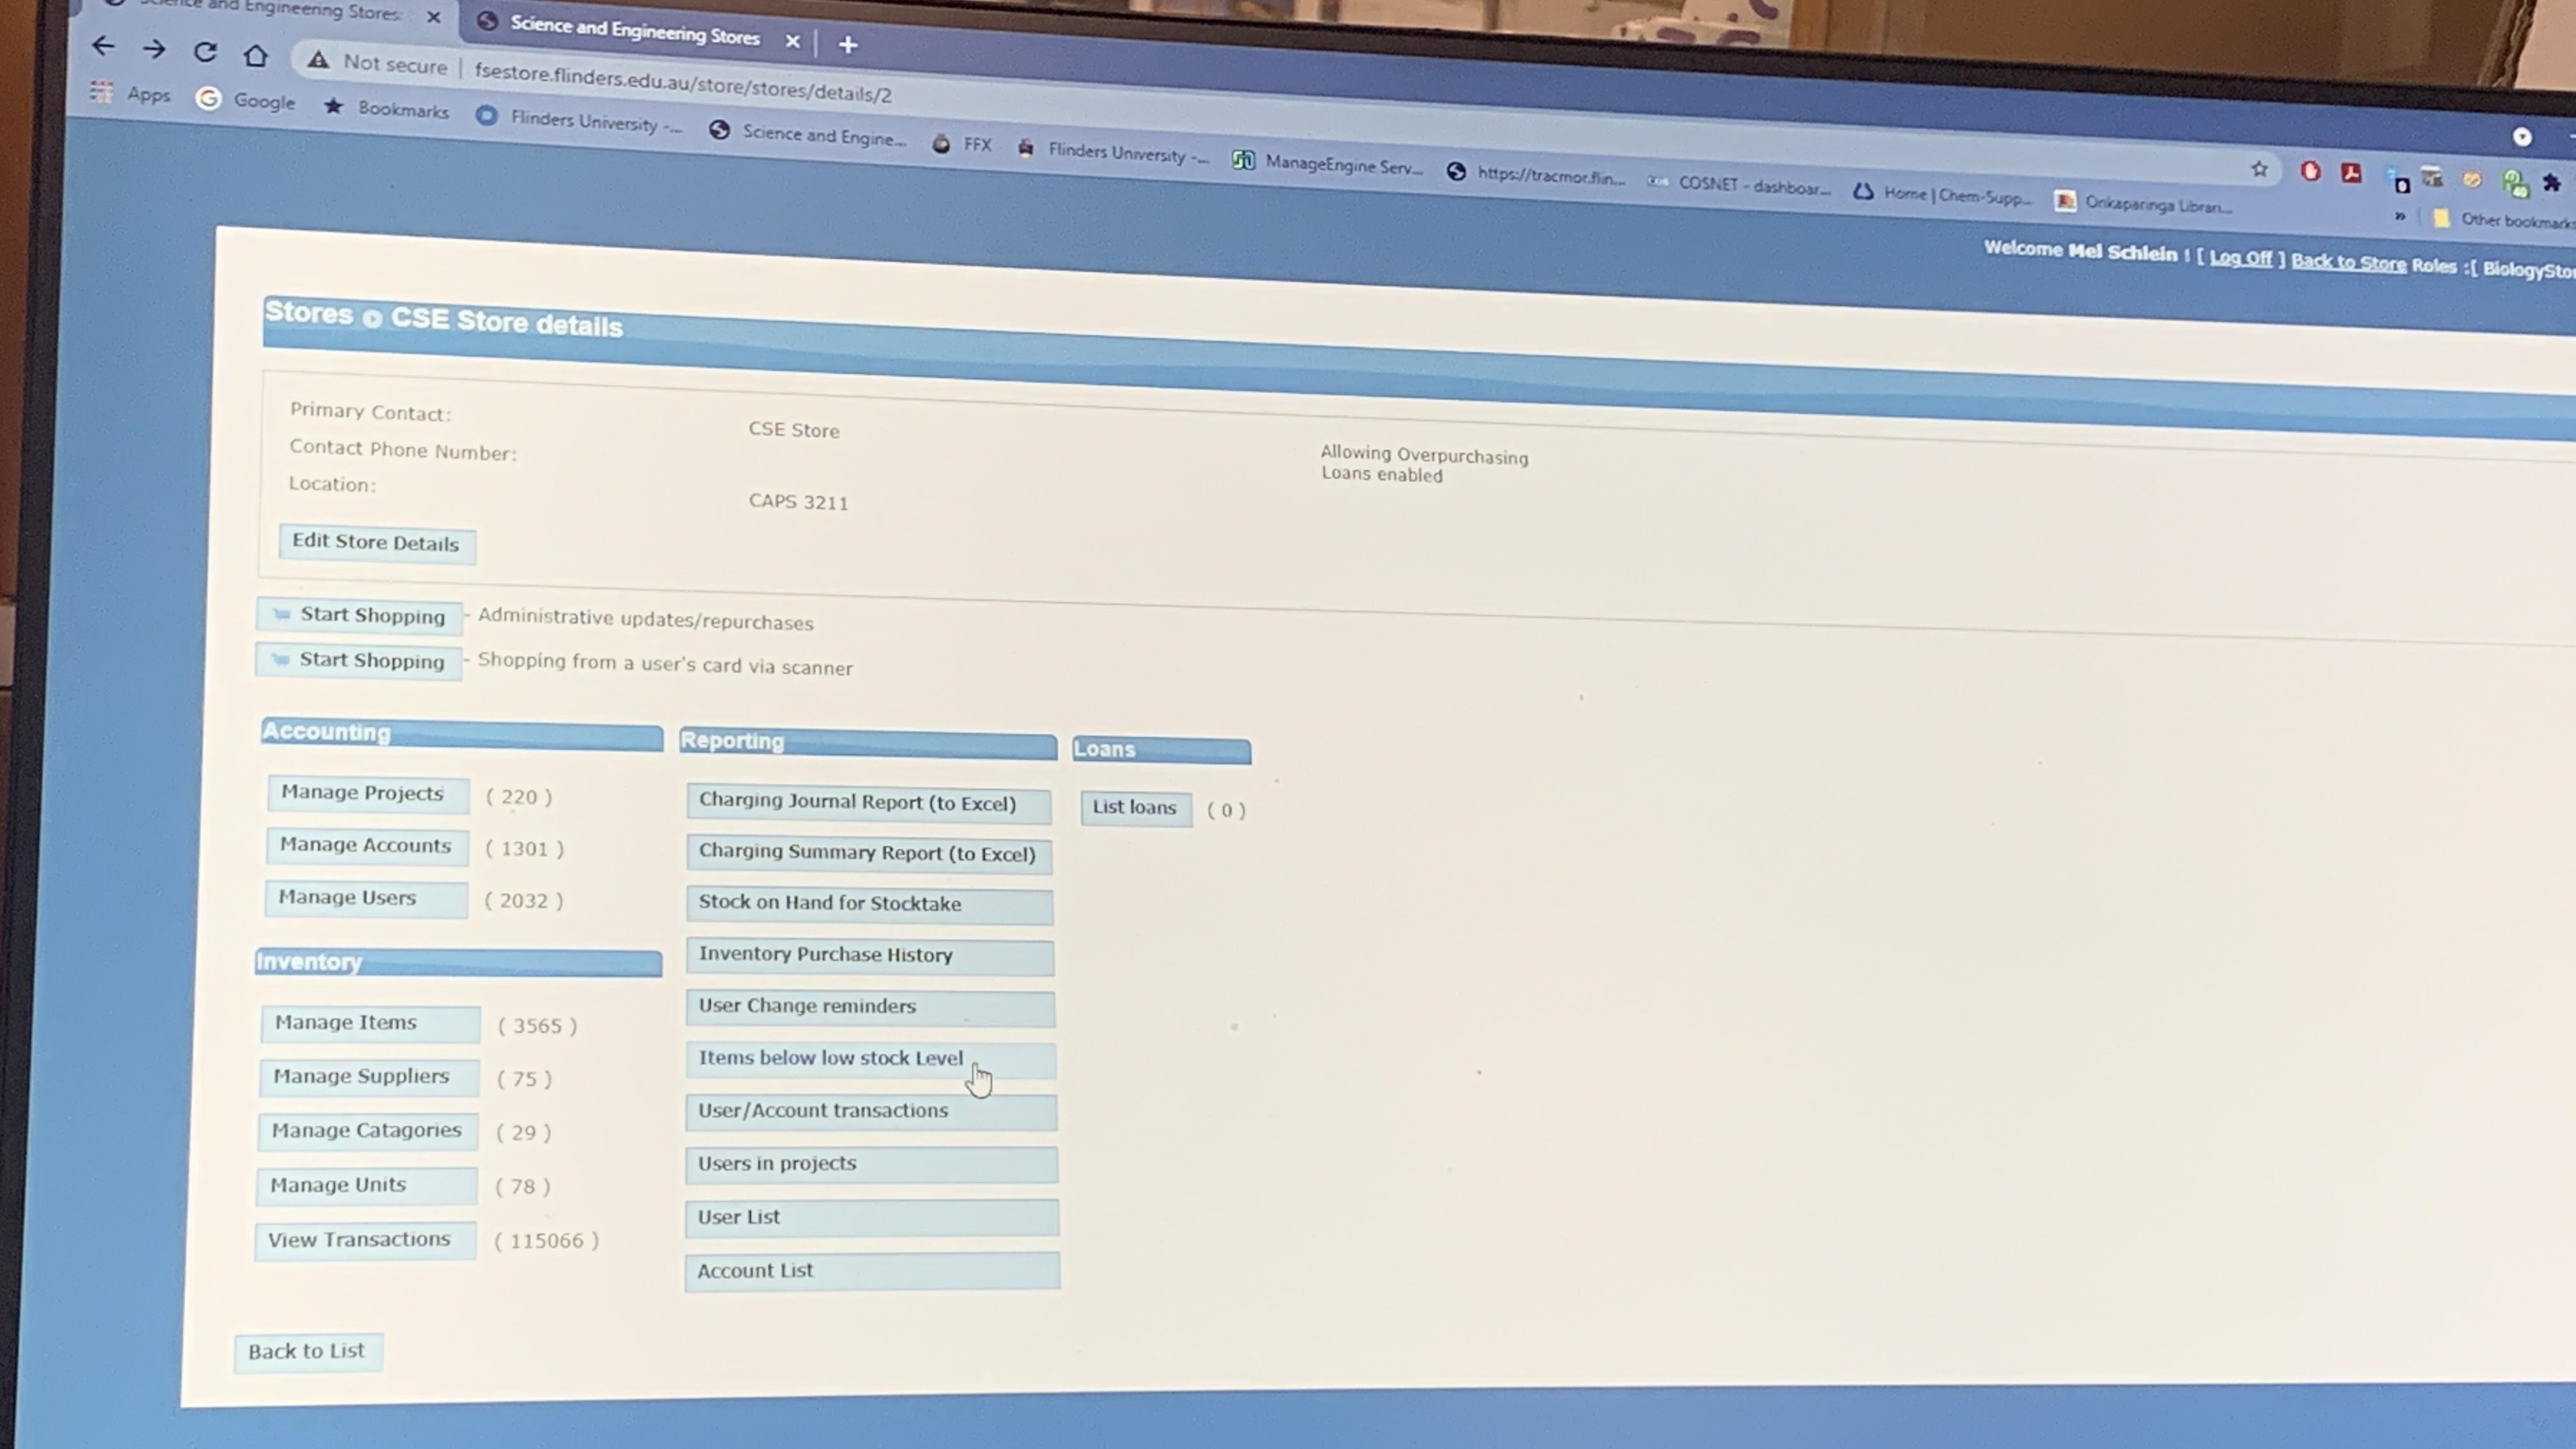 and Engineering Stores:
Science and Engineering Stores
Not secure | fsestore.flinders.edu.au/store/stores/details/2
Apps Google Bookmarks Flinders University -... Science and Engine... FFX Flinders University -... ManageEngine Serv... https://tracmor.flin... COSNET - dashboar... Home | Chem-Supp... Onkaparinga Librari... » Other bookmarks
Welcome Mel Schlein ! [ Log Off ] Back to Store Roles :[ BiologySto
Stores CSE Store details
Primary Contact: CSE Store
Contact Phone Number:
Location: CAPS 3211
Allowing Overpurchasing
Loans enabled
Edit Store Details
Start Shopping - Administrative updates/repurchases
Start Shopping - Shopping from a user's card via scanner
Accounting
Manage Projects ( 220 )
Manage Accounts ( 1301 )
Manage Users ( 2032 )
Inventory
Manage Items ( 3565 )
Manage Suppliers ( 75 )
Manage Catagories ( 29 )
Manage Units ( 78 )
View Transactions ( 115066 )
Reporting
Charging Journal Report (to Excel)
Charging Summary Report (to Excel)
Stock on Hand for Stocktake
Inventory Purchase History
User Change reminders
Items below low stock Level
User/Account transactions
Users in projects
User List
Account List
Loans
List loans ( 0 )
Back to List